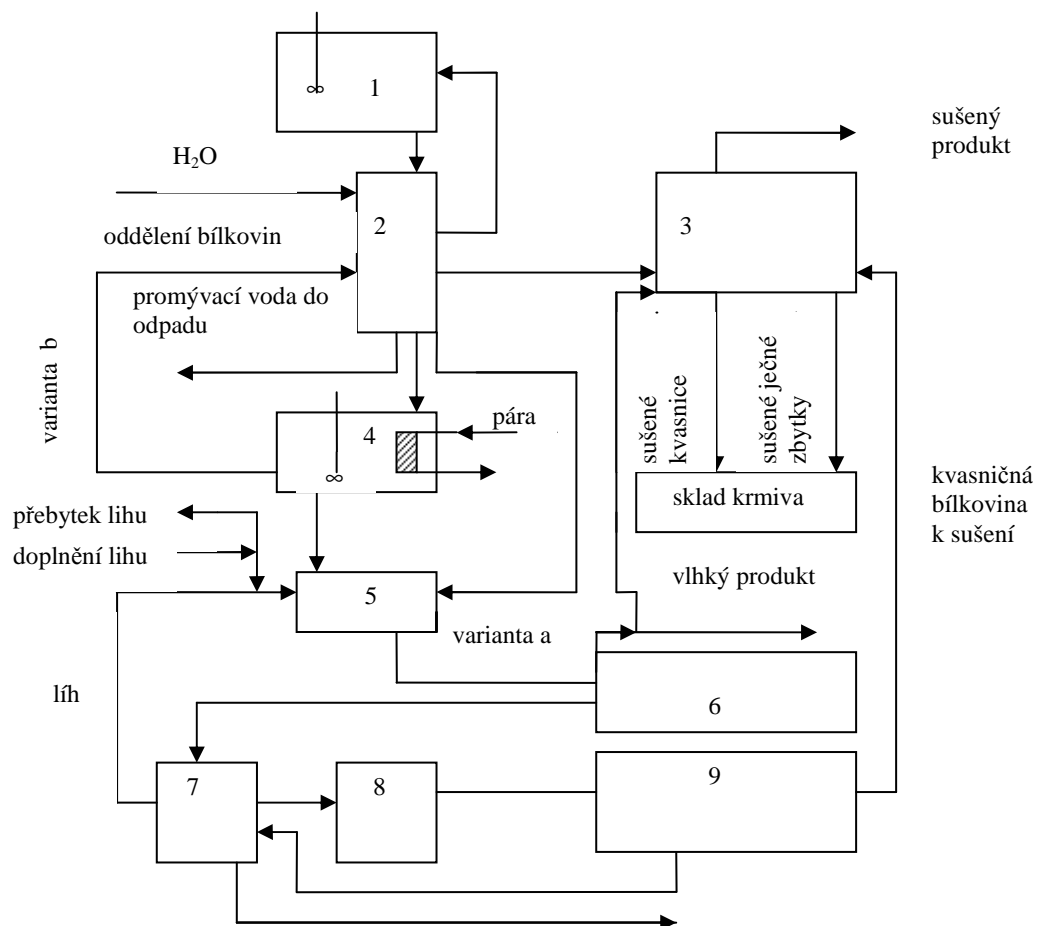 1
sušený
produkt
H₂O
2
3
oddělení bílkovin
promývací voda do
odpadu
varianta b
sušené
kvasnice
sušené ječné
zbytky
4
pára
∞
∞
sklad krmiva
kvasničná
bílkovina
k sušení
přebytek lihu
doplnění lihu
vlhký produkt
5
varianta a
líh
6
7
8
9